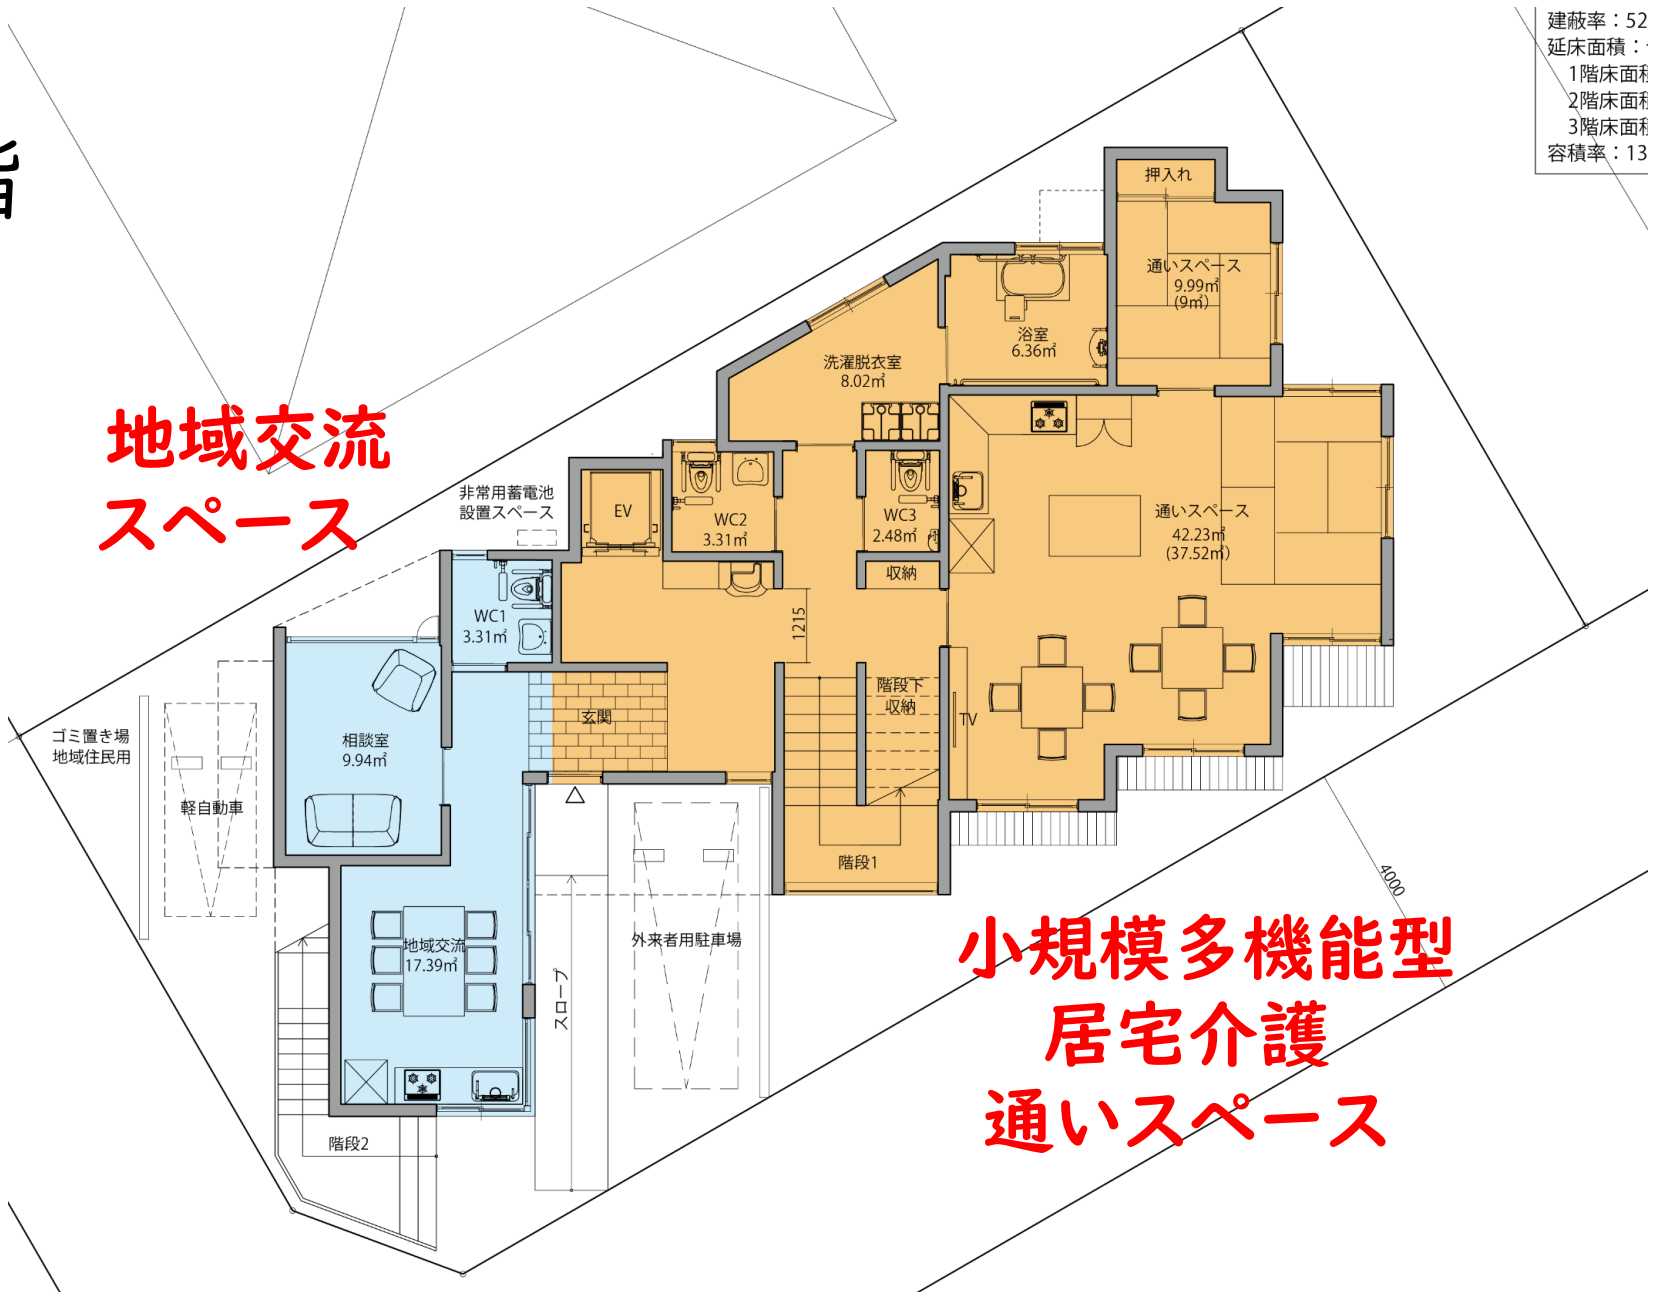 建蔽率：52
延床面積：
1階床面積
2階床面積
3階床面積
容積率：13
階
押入れ
通いスペース
9.99㎡
(9㎡)
浴室
6.36㎡
洗濯脱衣室
8.02㎡
地域交流
スペース
非常用蓄電池
設置スペース
EV
WC2
3.31㎡
WC3
2.48㎡
収納
通いスペース
42.23㎡
(37.52㎡)
WC1
3.31㎡
1215
階段下
収納
TV
玄関
ゴミ置き場
地域住民用
相談室
9.94㎡
軽自動車
階段1
4000
地域交流
17.39㎡
スロープ
外来者用駐車場
小規模多機能型
居宅介護
通いスペース
階段2